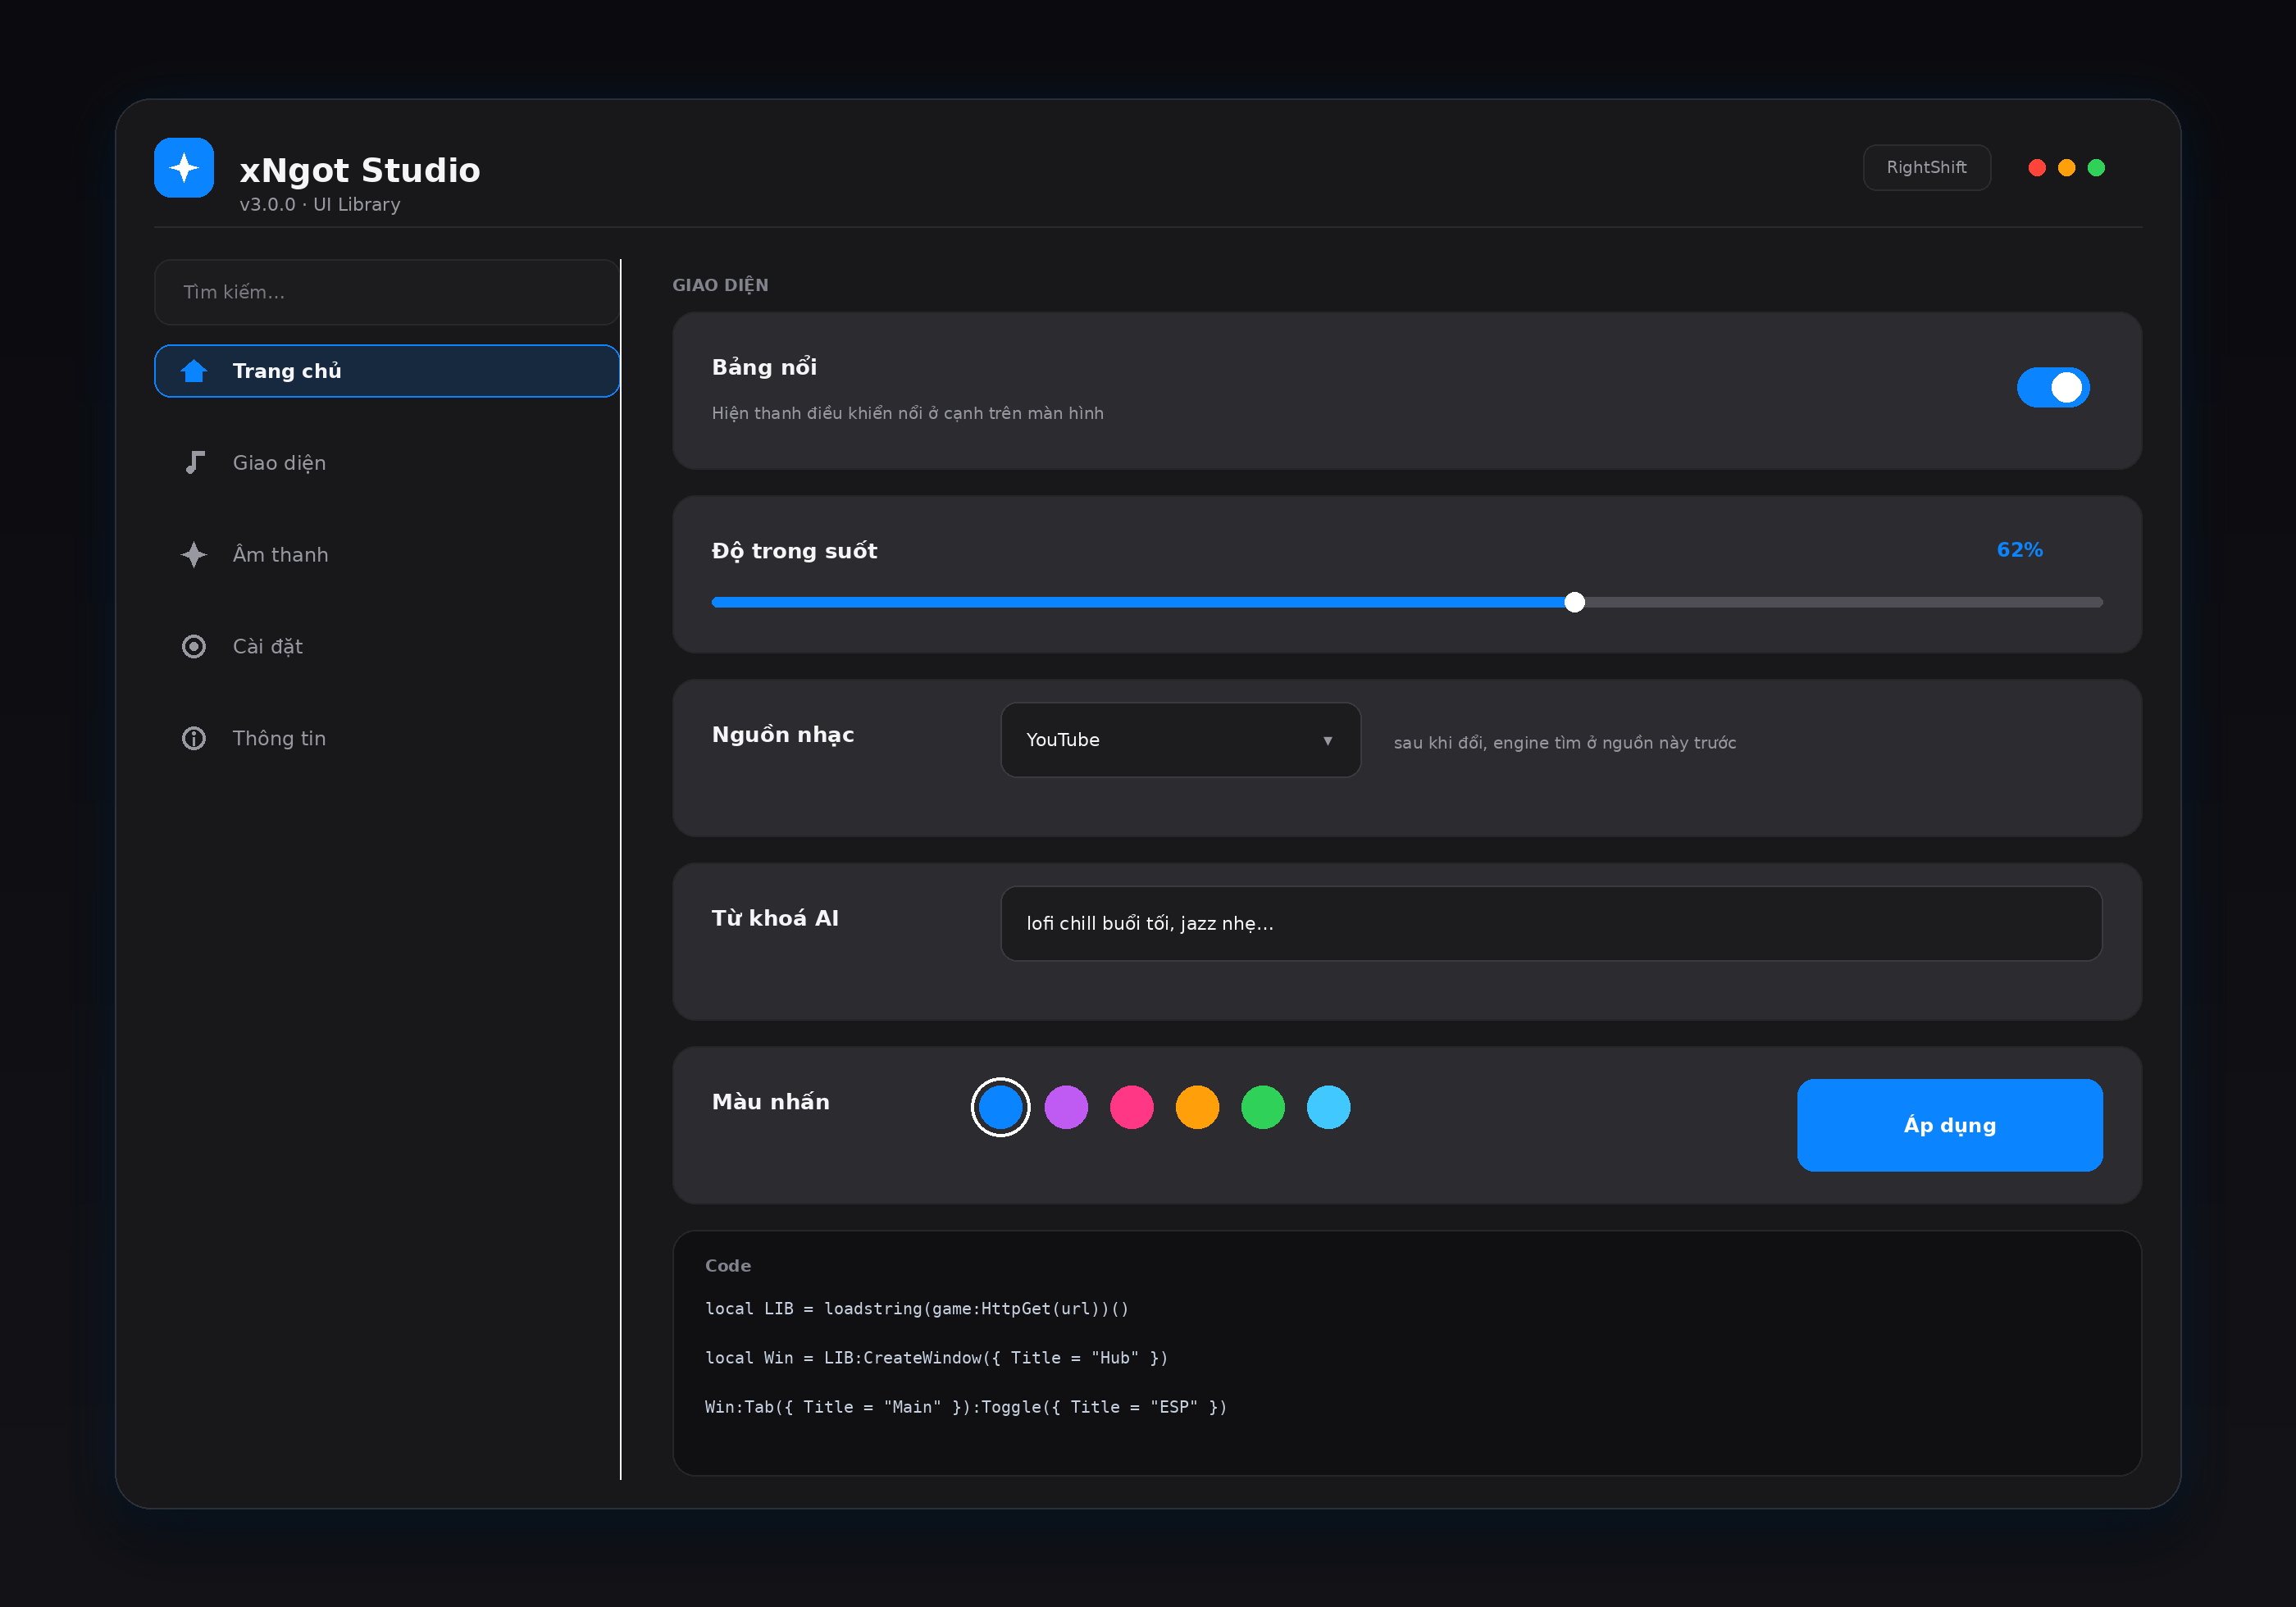 xNgot Studio
v3.0.0 · UI Library
RightShift
Tìm kiếm…
Trang chủ
Giao diện
Âm thanh
Cài đặt
Thông tin
GIAO DIỆN
Bảng nổi
Hiện thanh điều khiển nổi ở cạnh trên màn hình
Độ trong suốt
62%
Nguồn nhạc
YouTube
sau khi đổi, engine tìm ở nguồn này trước
Từ khoá AI
lofi chill buổi tối, jazz nhẹ…
Màu nhấn
Áp dụng
Code
local LIB = loadstring(game:HttpGet(url))()
local Win = LIB:CreateWindow({ Title = "Hub" })
Win:Tab({ Title = "Main" }):Toggle({ Title = "ESP" })